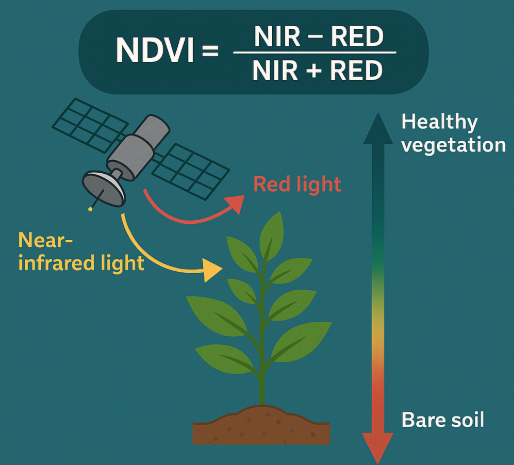 NDVI = NIR – RED
NIR + RED
Healthy
vegetation
Red light
Near-
infrared light
Bare soil